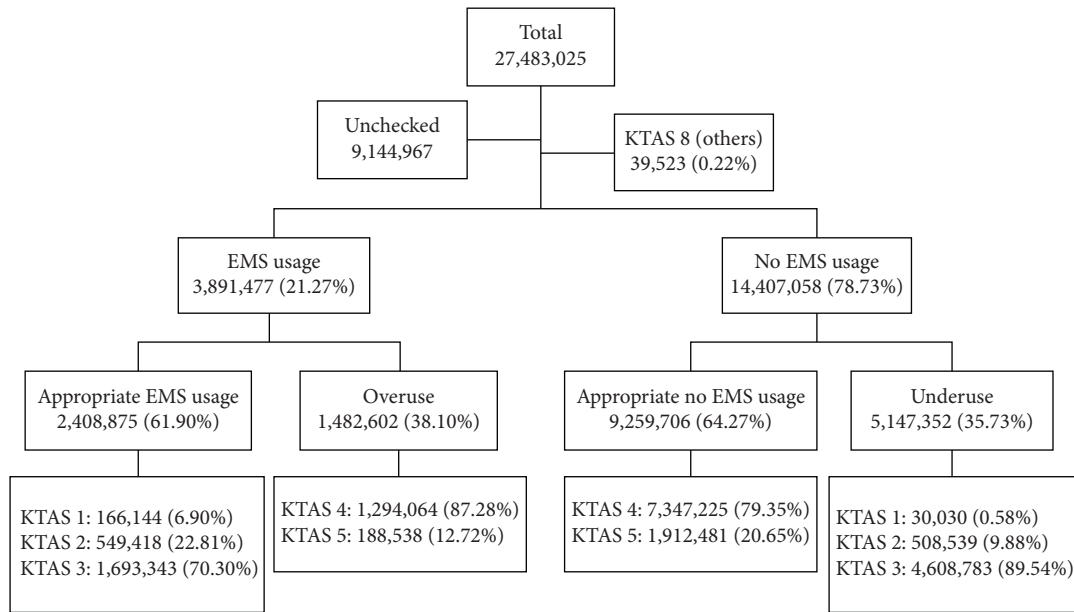 Total
27,483,025
Unchecked
9,144,967
KTAS 8 (others)
39,523 (0.22%)
EMS usage
3,891,477 (21.27%)
No EMS usage
14,407,058 (78.73%)
Appropriate EMS usage
2,408,875 (61.90%)
Overuse
1,482,602 (38.10%)
Appropriate no EMS usage
9,259,706 (64.27%)
Underuse
5,147,352 (35.73%)
KTAS 1: 166,144 (6.90%)
KTAS 2: 549,418 (22.81%)
KTAS 3: 1,693,343 (70.30%)
KTAS 4: 1,294,064 (87.28%)
KTAS 5: 188,538 (12.72%)
KTAS 4: 7,347,225 (79.35%)
KTAS 5: 1,912,481 (20.65%)
KTAS 1: 30,030 (0.58%)
KTAS 2: 508,539 (9.88%)
KTAS 3: 4,608,783 (89.54%)